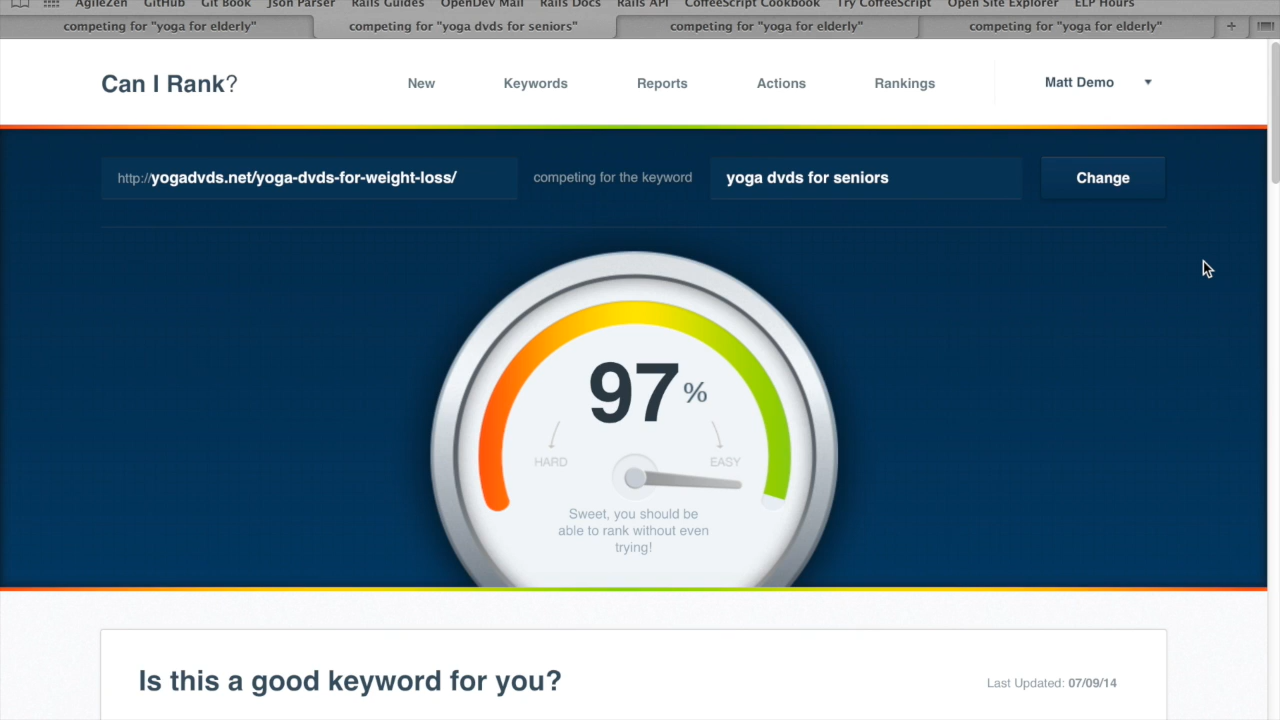 AgileZen GitHub Git Book Json Parser Rails Guides OpenDev Mail Rails Docs Rails API CoffeeScript Cookbook Try CoffeeScript Open Site Explorer ELP Hours
competing for "yoga for elderly" competing for "yoga dvds for seniors" competing for "yoga for elderly" competing for "yoga for elderly" +
Can I Rank? New Keywords Reports Actions Rankings Matt Demo
http://yogadvds.net/yoga-dvds-for-weight-loss/ competing for the keyword yoga dvds for seniors Change
97%
HARD EASY
Sweet, you should be
able to rank without even
trying!
Is this a good keyword for you? Last Updated: 07/09/14